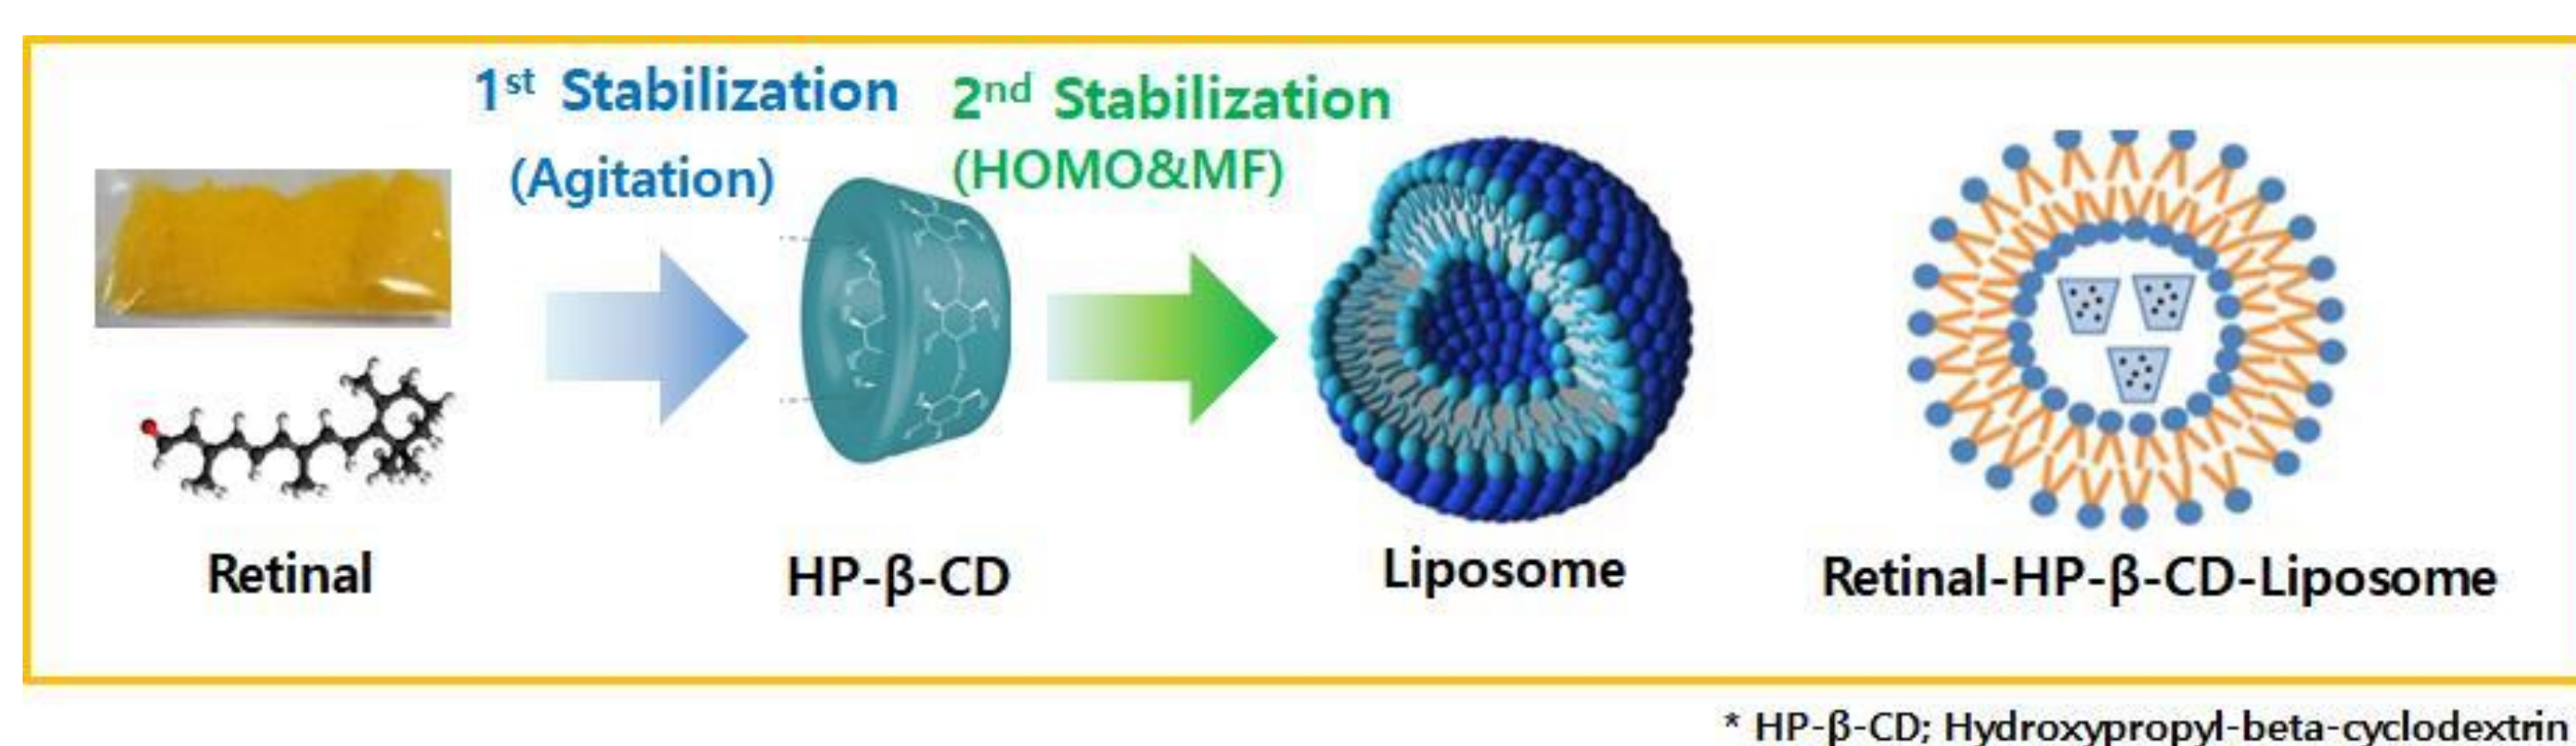 1st Stabilization
(Agitation)
2nd Stabilization
(HOMO&MF)
Retinal
HP-β-CD
Liposome
Retinal-HP-β-CD-Liposome
* HP-β-CD; Hydroxypropyl-beta-cyclodextrin